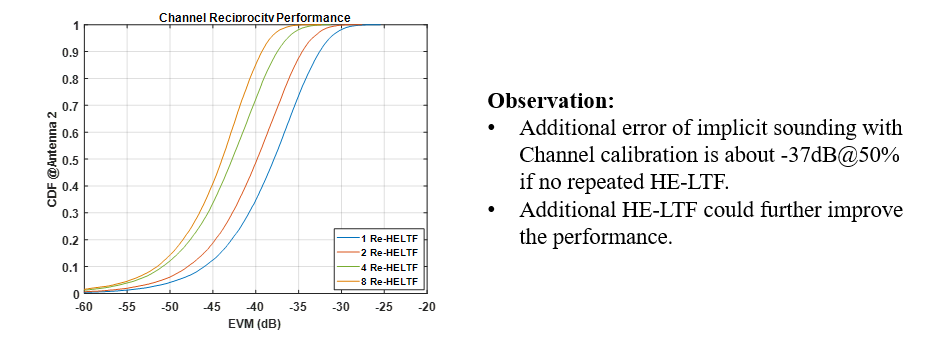 Channel Reciprocity Performance
1
0.9
0.8
0.7
0.6
0.5
0.4
0.3
0.2
0.1
0
CDF @Antenna 2
-60 -55 -50 -45 -40 -35 -30 -25 -20
EVM (dB)
1 Re-HELTF
2 Re-HELTF
4 Re-HELTF
8 Re-HELTF
Observation:
• Additional error of implicit sounding with
Channel calibration is about -37dB@50%
if no repeated HE-LTF.
• Additional HE-LTF could further improve
the performance.